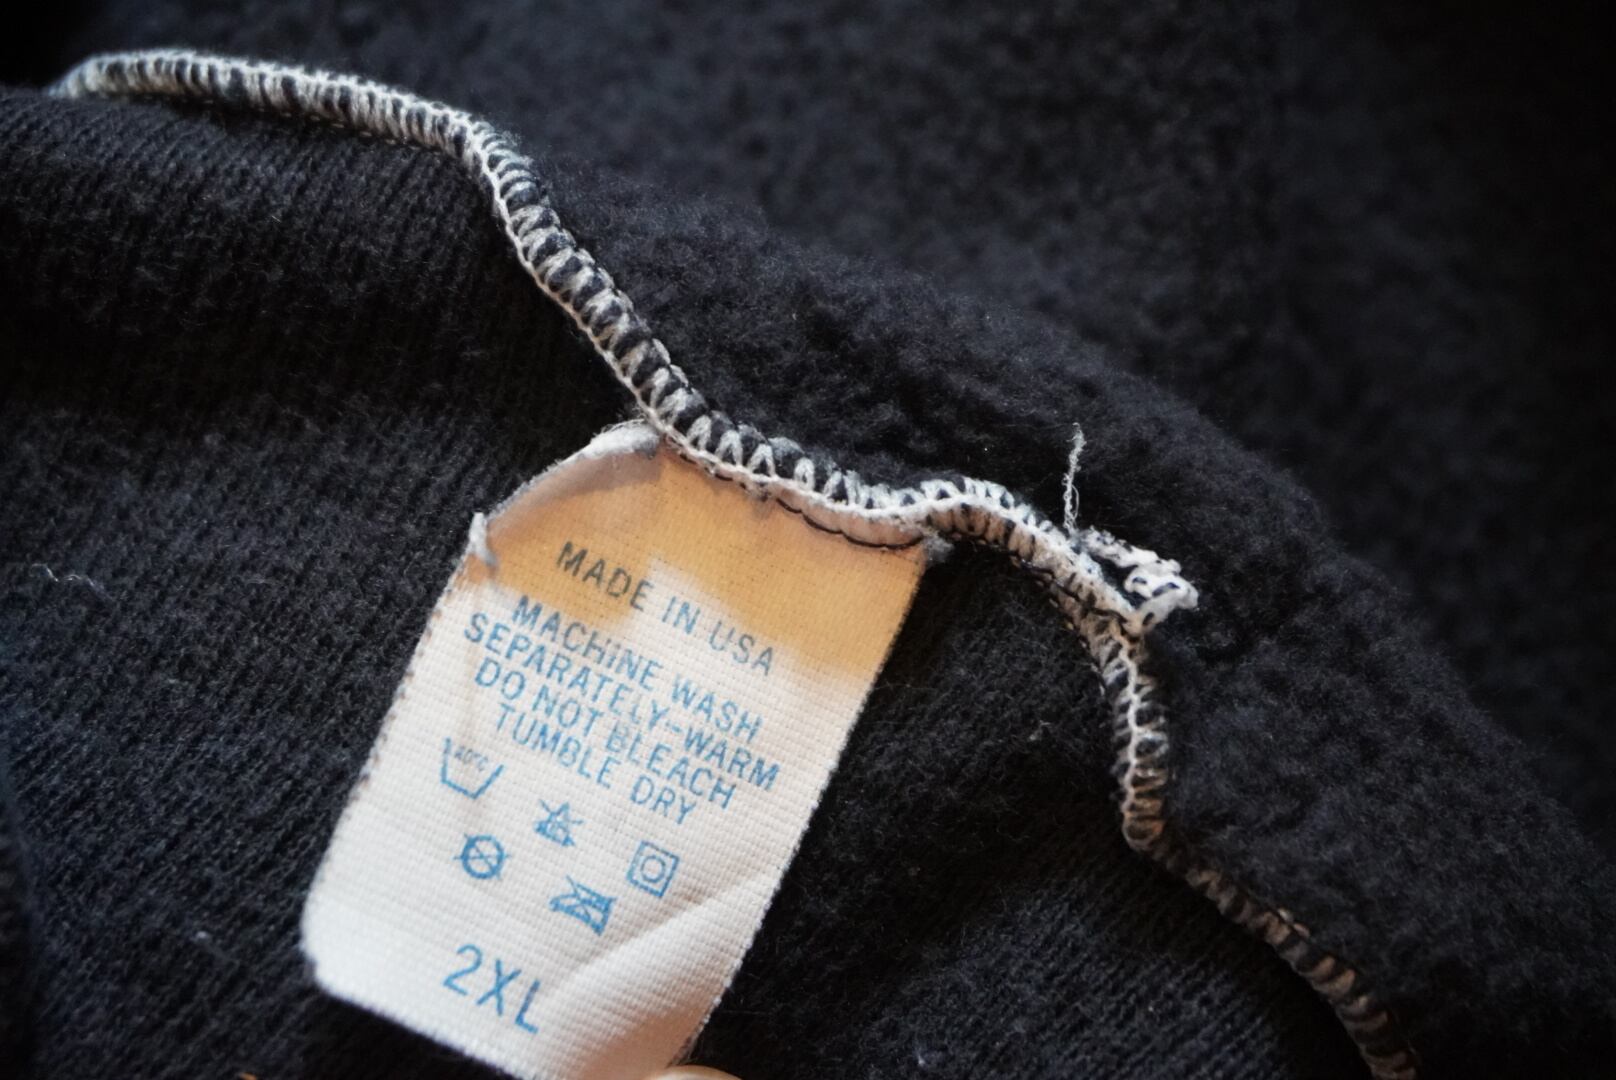 MADE IN USA
MACHINE WASH
SEPARATELY-WARM
DO NOT BLEACH
TUMBLE DRY
40°C
2XL